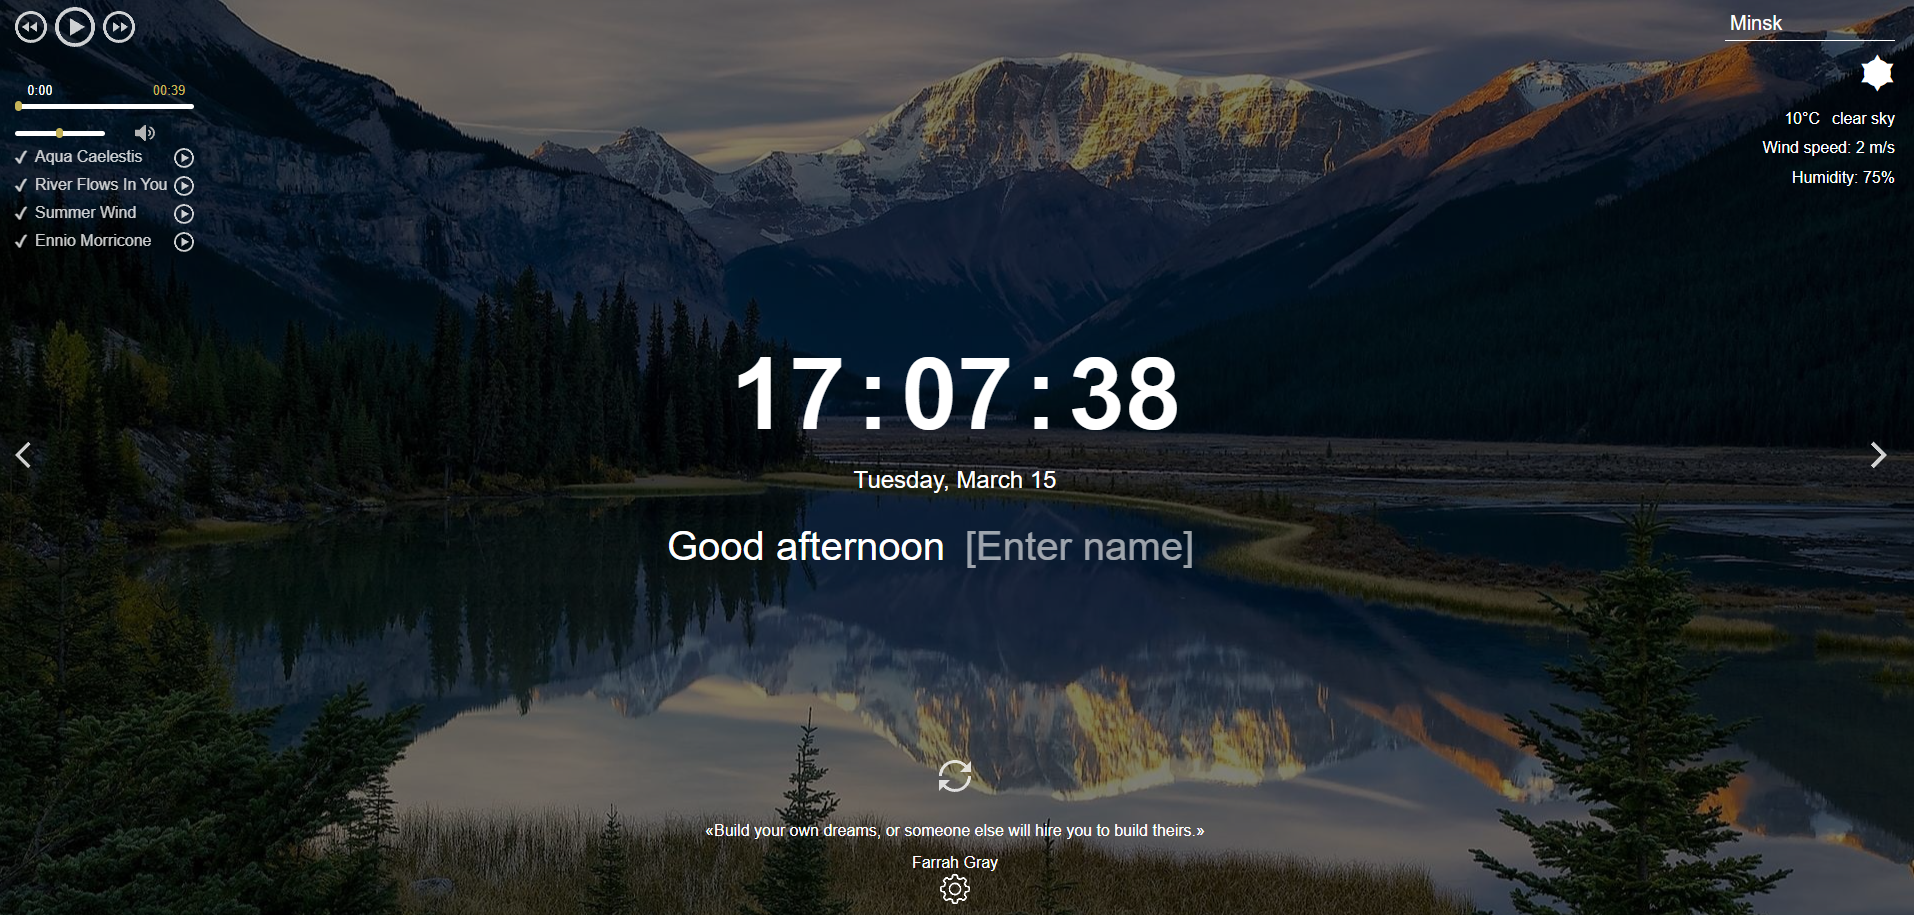 Minsk
0:00 00:39
10°C clear sky
Wind speed: 2 m/s
Humidity: 75%
Aqua Caelestis
River Flows In You
Summer Wind
Ennio Morricone
17:07:38
Tuesday, March 15
Good afternoon [Enter name]
«Build your own dreams, or someone else will hire you to build theirs.»
Farrah Gray